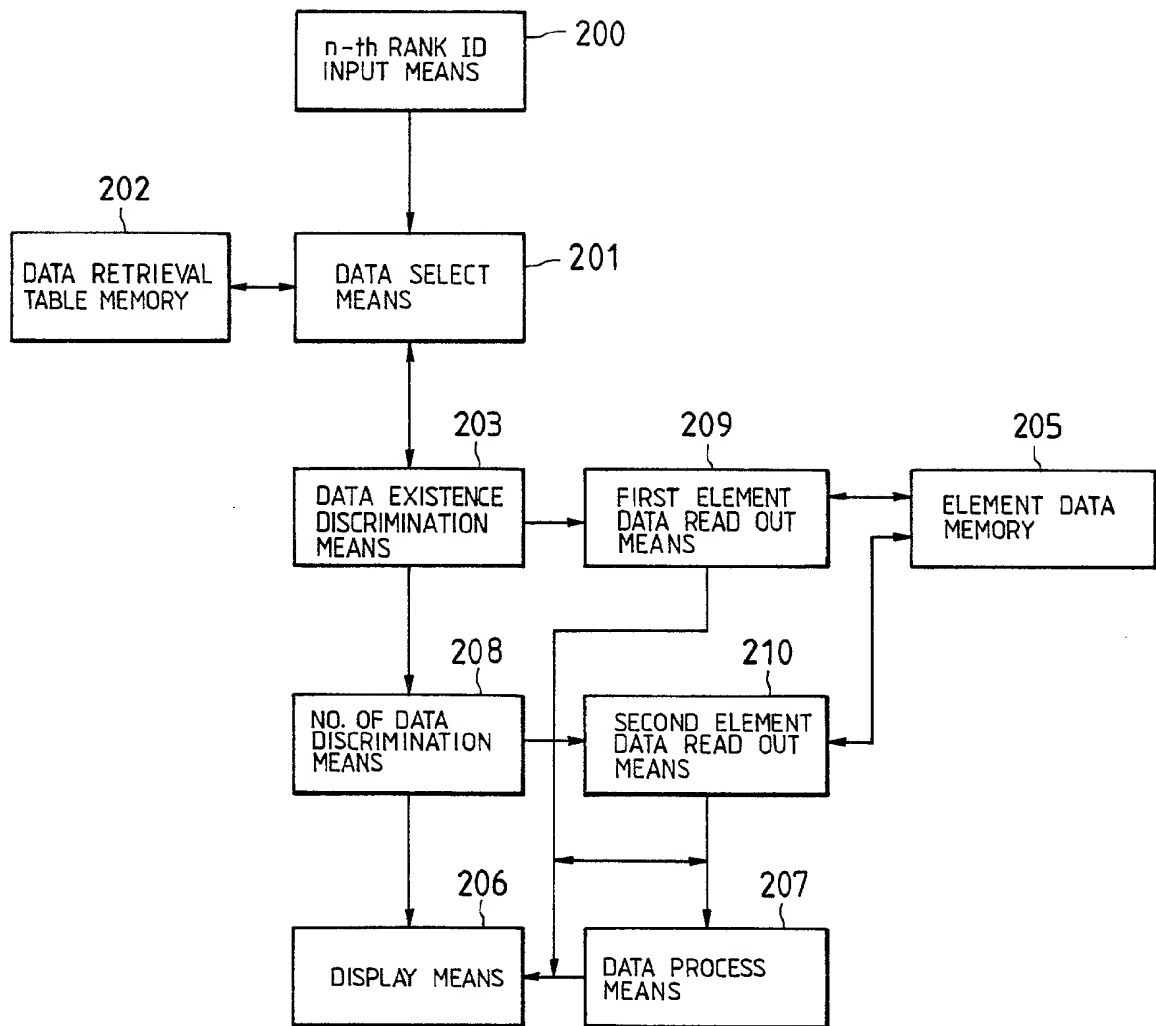 200
n-th RANK ID
INPUT MEANS
202
201
DATA RETRIEVAL
TABLE MEMORY
DATA SELECT
MEANS
203
209
205
DATA EXISTENCE
DISCRIMINATION
MEANS
FIRST ELEMENT
DATA READ OUT
MEANS
ELEMENT DATA
MEMORY
208
210
NO. OF DATA
DISCRIMINATION
MEANS
SECOND ELEMENT
DATA READ OUT
MEANS
206
207
DISPLAY MEANS
DATA PROCESS
MEANS